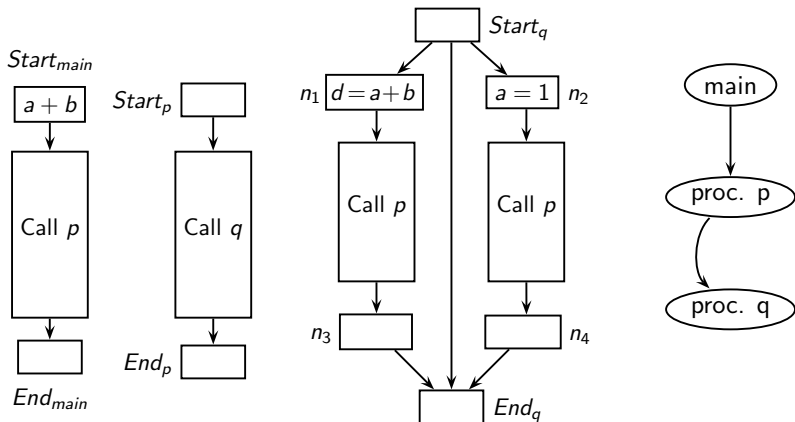 Start_main
a + b
Call p
End_main
Start_p
Call q
End_p
Start_q
n_1 d = a+b
a = 1 n_2
Call p
Call p
n_3
n_4
End_q
main
proc. p
proc. q